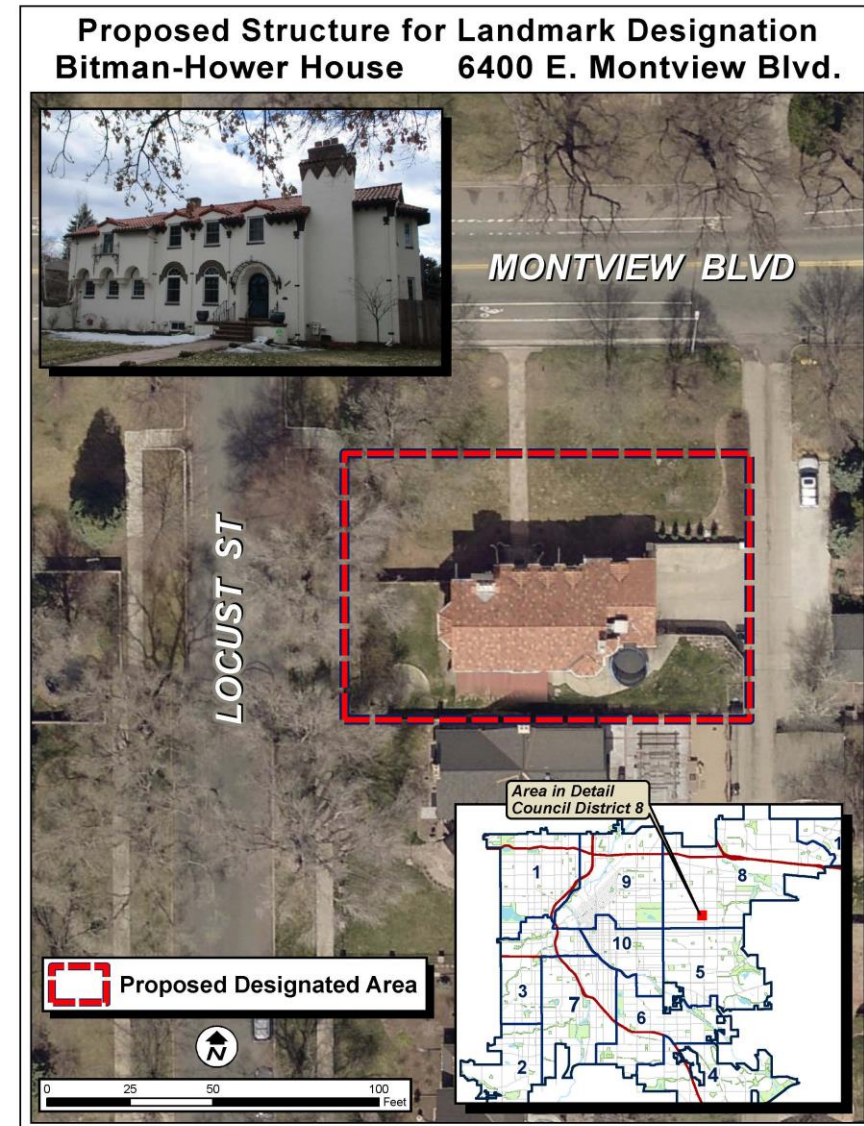 Proposed Structure for Landmark Designation
Bitman-Hower House 6400 E. Montview Blvd.
MONTVIEW BLVD
LOCUST ST
Area in Detail
Council District 8
1
9
8
1
10
5
3
7
6
2
4
Proposed Designated Area
N
0 25 50 100
Feet